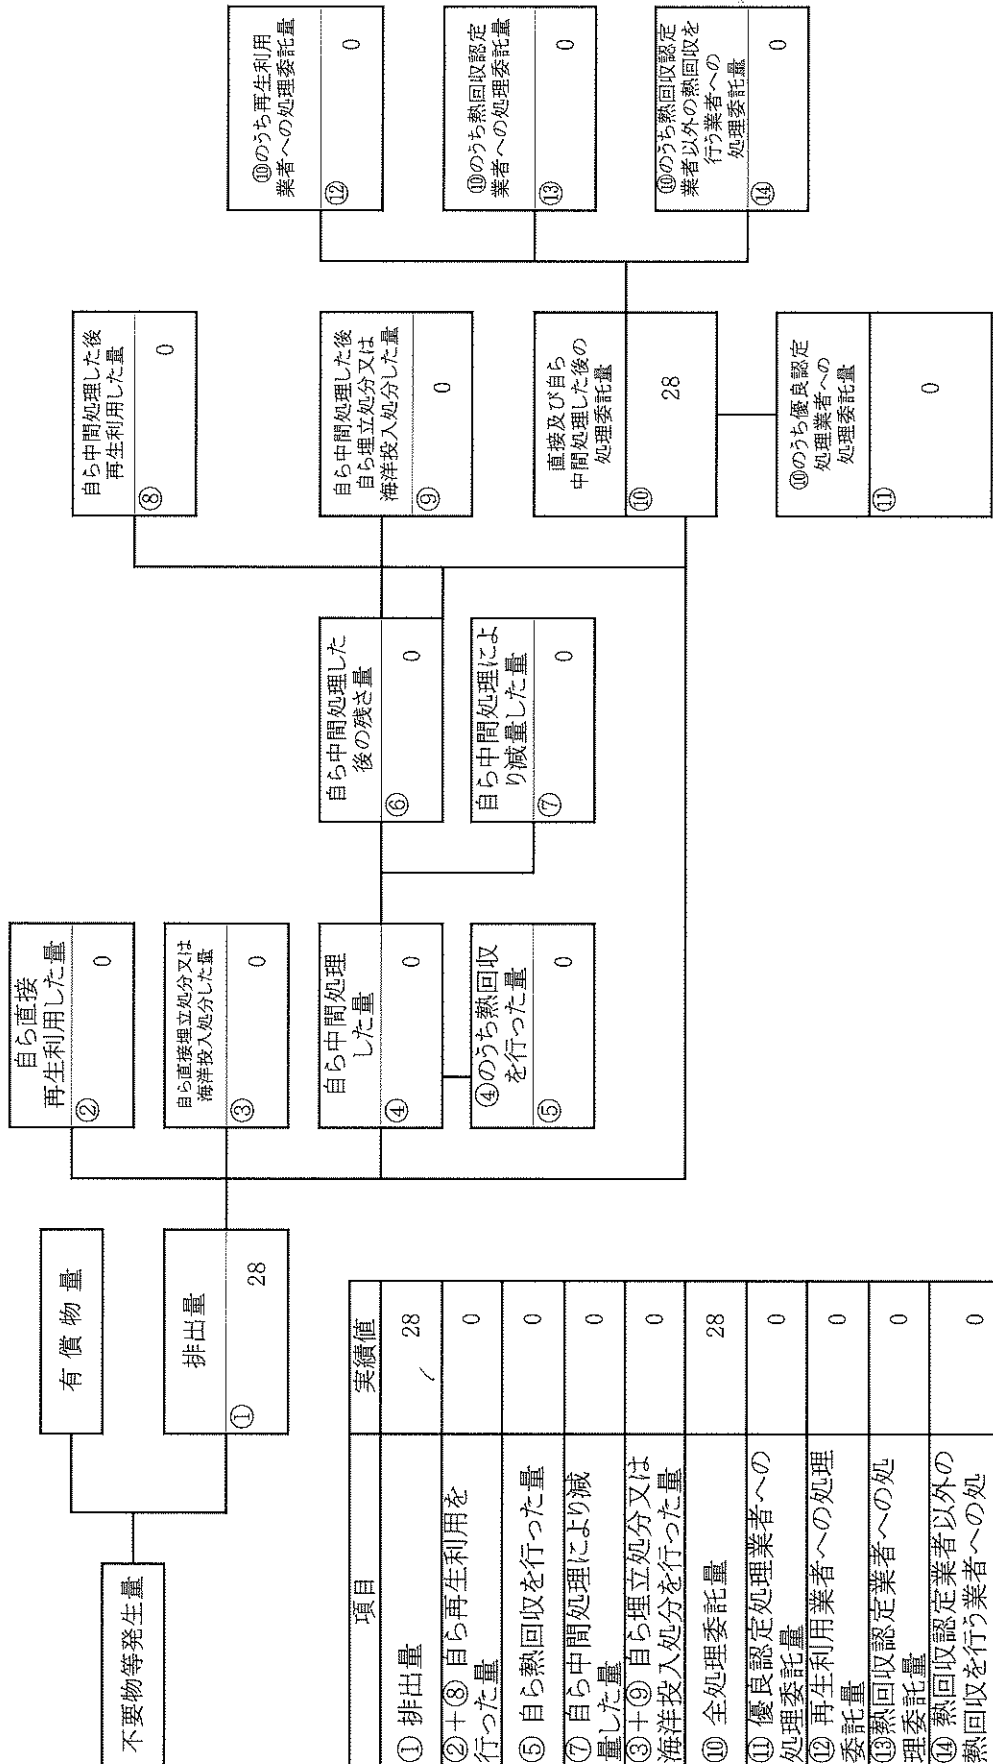 不要物等発生量
有償物量
排出量
①
28
自ら直接
再生利用した量
②
0
自ら直接埋立処分又は
海洋投入処分した量
③
0
自ら中間処理
した量
④
0
④のうち熱回収
を行った量
⑤
0
自ら中間処理した
後の残さ量
⑥
0
自ら中間処理によ
り減量した量
⑦
0
自ら中間処理した後
再生利用した量
⑧
0
自ら中間処理した後
自ら埋立処分又は
海洋投入処分した量
⑨
0
直接及び自ら
中間処理した後の
処理委託量
⑩
28
⑩のうち優良認定
処理業者への
処理委託量
⑪
0
⑩のうち再生利用
業者への処理委託量
⑫
0
⑩のうち熱回収認定
業者への処理委託量
⑬
0
⑩のうち熱回収認定
業者以外の熱回収を
行う業者への
処理委託量
⑭
0
項目 実績値
①排出量 28
②+⑧自ら再生利用を
行った量 0
⑤自ら熱回収を行った量 0
⑦自ら中間処理により減
量した量 0
③+⑨自ら埋立処分又は
海洋投入処分を行った量 0
⑩全処理委託量 28
⑪優良認定処理業者への
処理委託量 0
⑫再生利用業者への処理
委託量 0
⑬熱回収認定業者への処
理委託量 0
⑭熱回収認定業者以外の
熱回収を行う業者への処 0